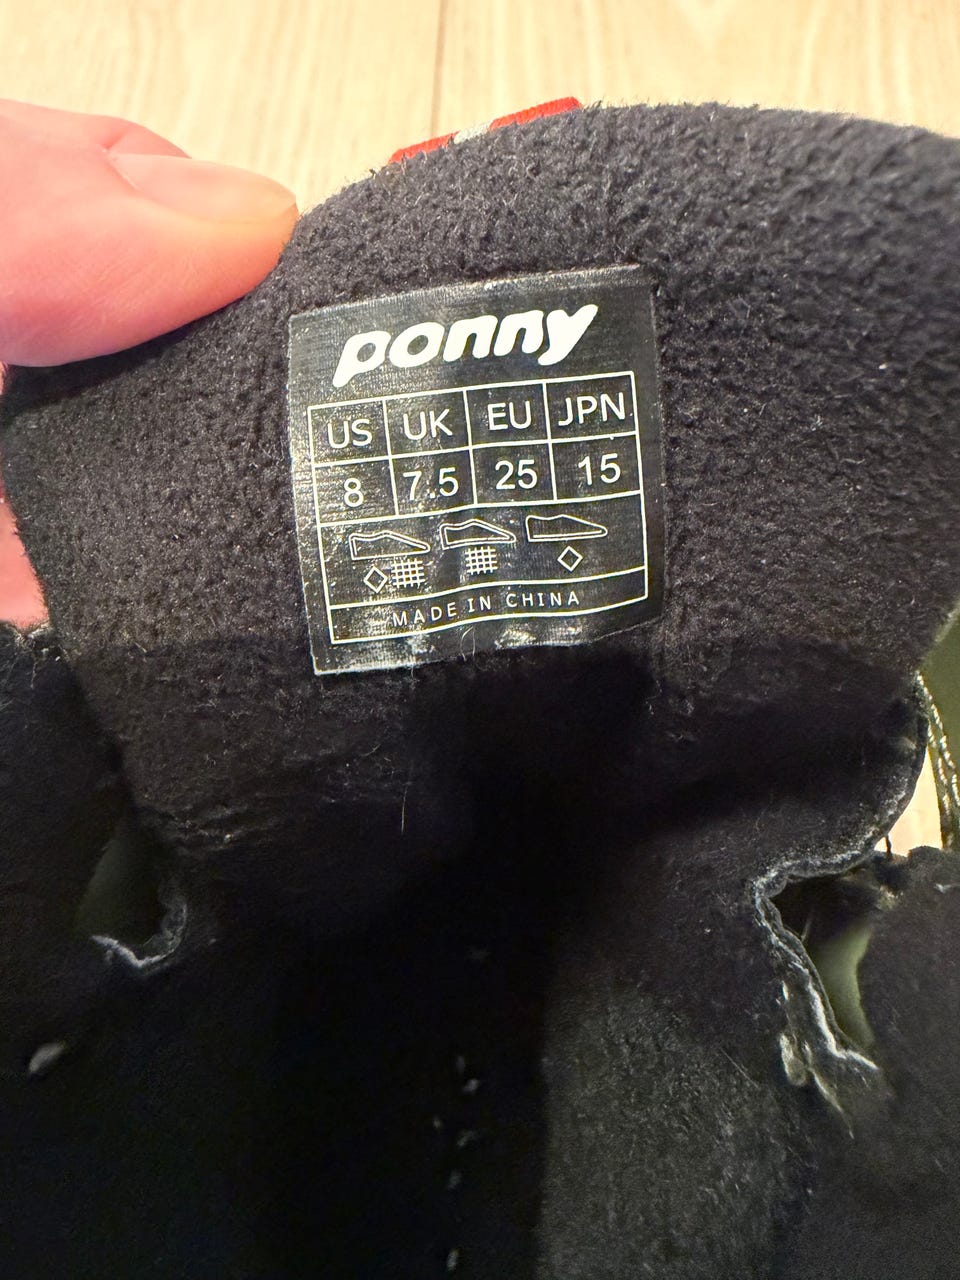 ponny
US UK EU JPN
8 7.5 25 15
MADE IN CHINA